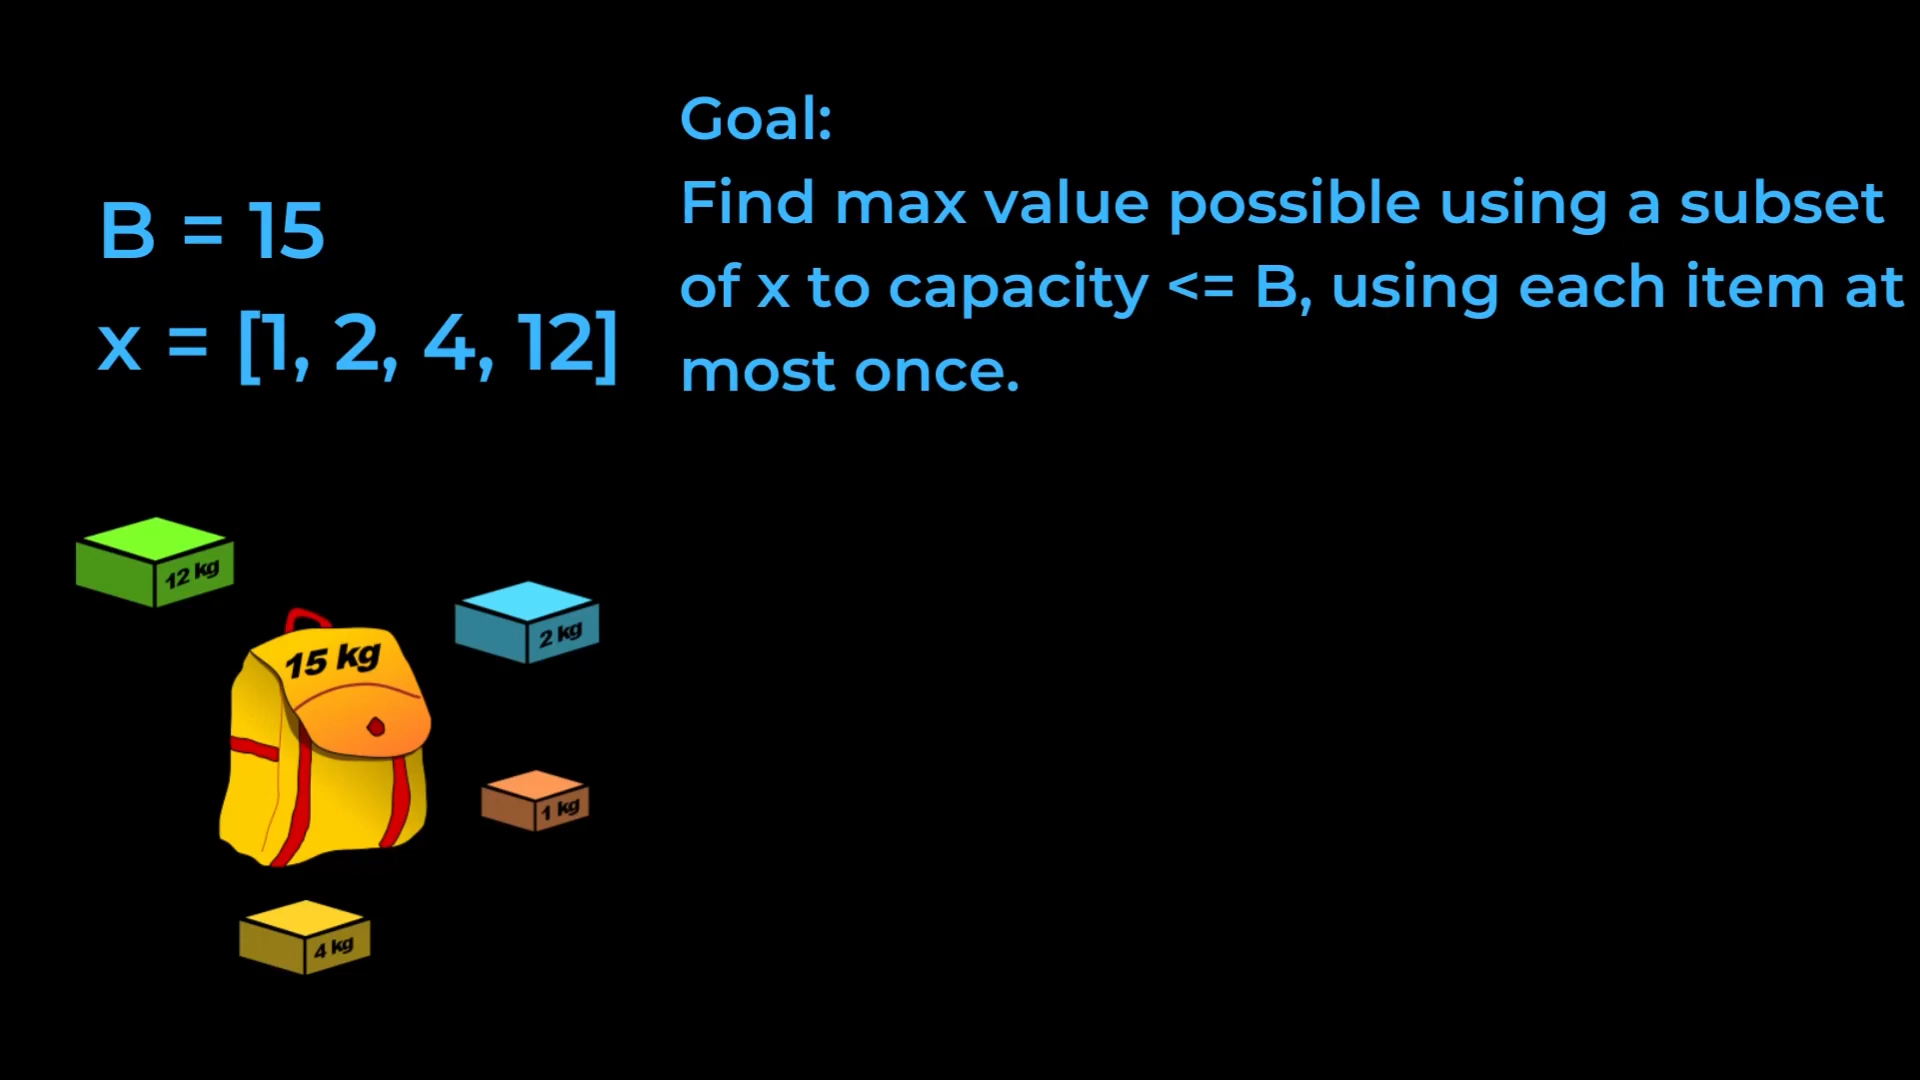 B = 15
x = [1, 2, 4, 12]
Goal:
Find max value possible using a subset
of x to capacity <= B, using each item at
most once.
12 kg
2 kg
15 kg
1 kg
4 kg